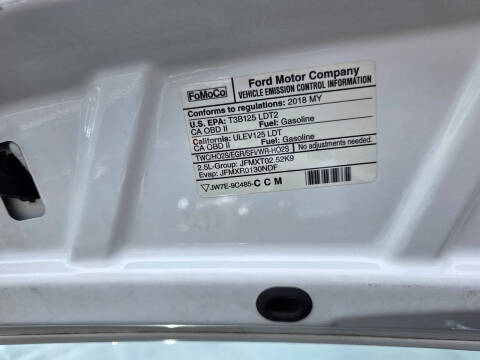 FoMoCo
Ford Motor Company
VEHICLE EMISSION CONTROL INFORMATION
Conforms to regulations: 2018 MY
U.S. EPA: T3B125 LDT2
CA OBD II Fuel: Gasoline
California: ULEV125 LDT
CA OBD II Fuel: Gasoline
TWC/HO2S/EGR/SFI/WR-HO2S No adjustments needed.
2.5L-Group: JFMXT02.52K9
Evap: JFMXR0130NDF
JW7E-9C485-C C M